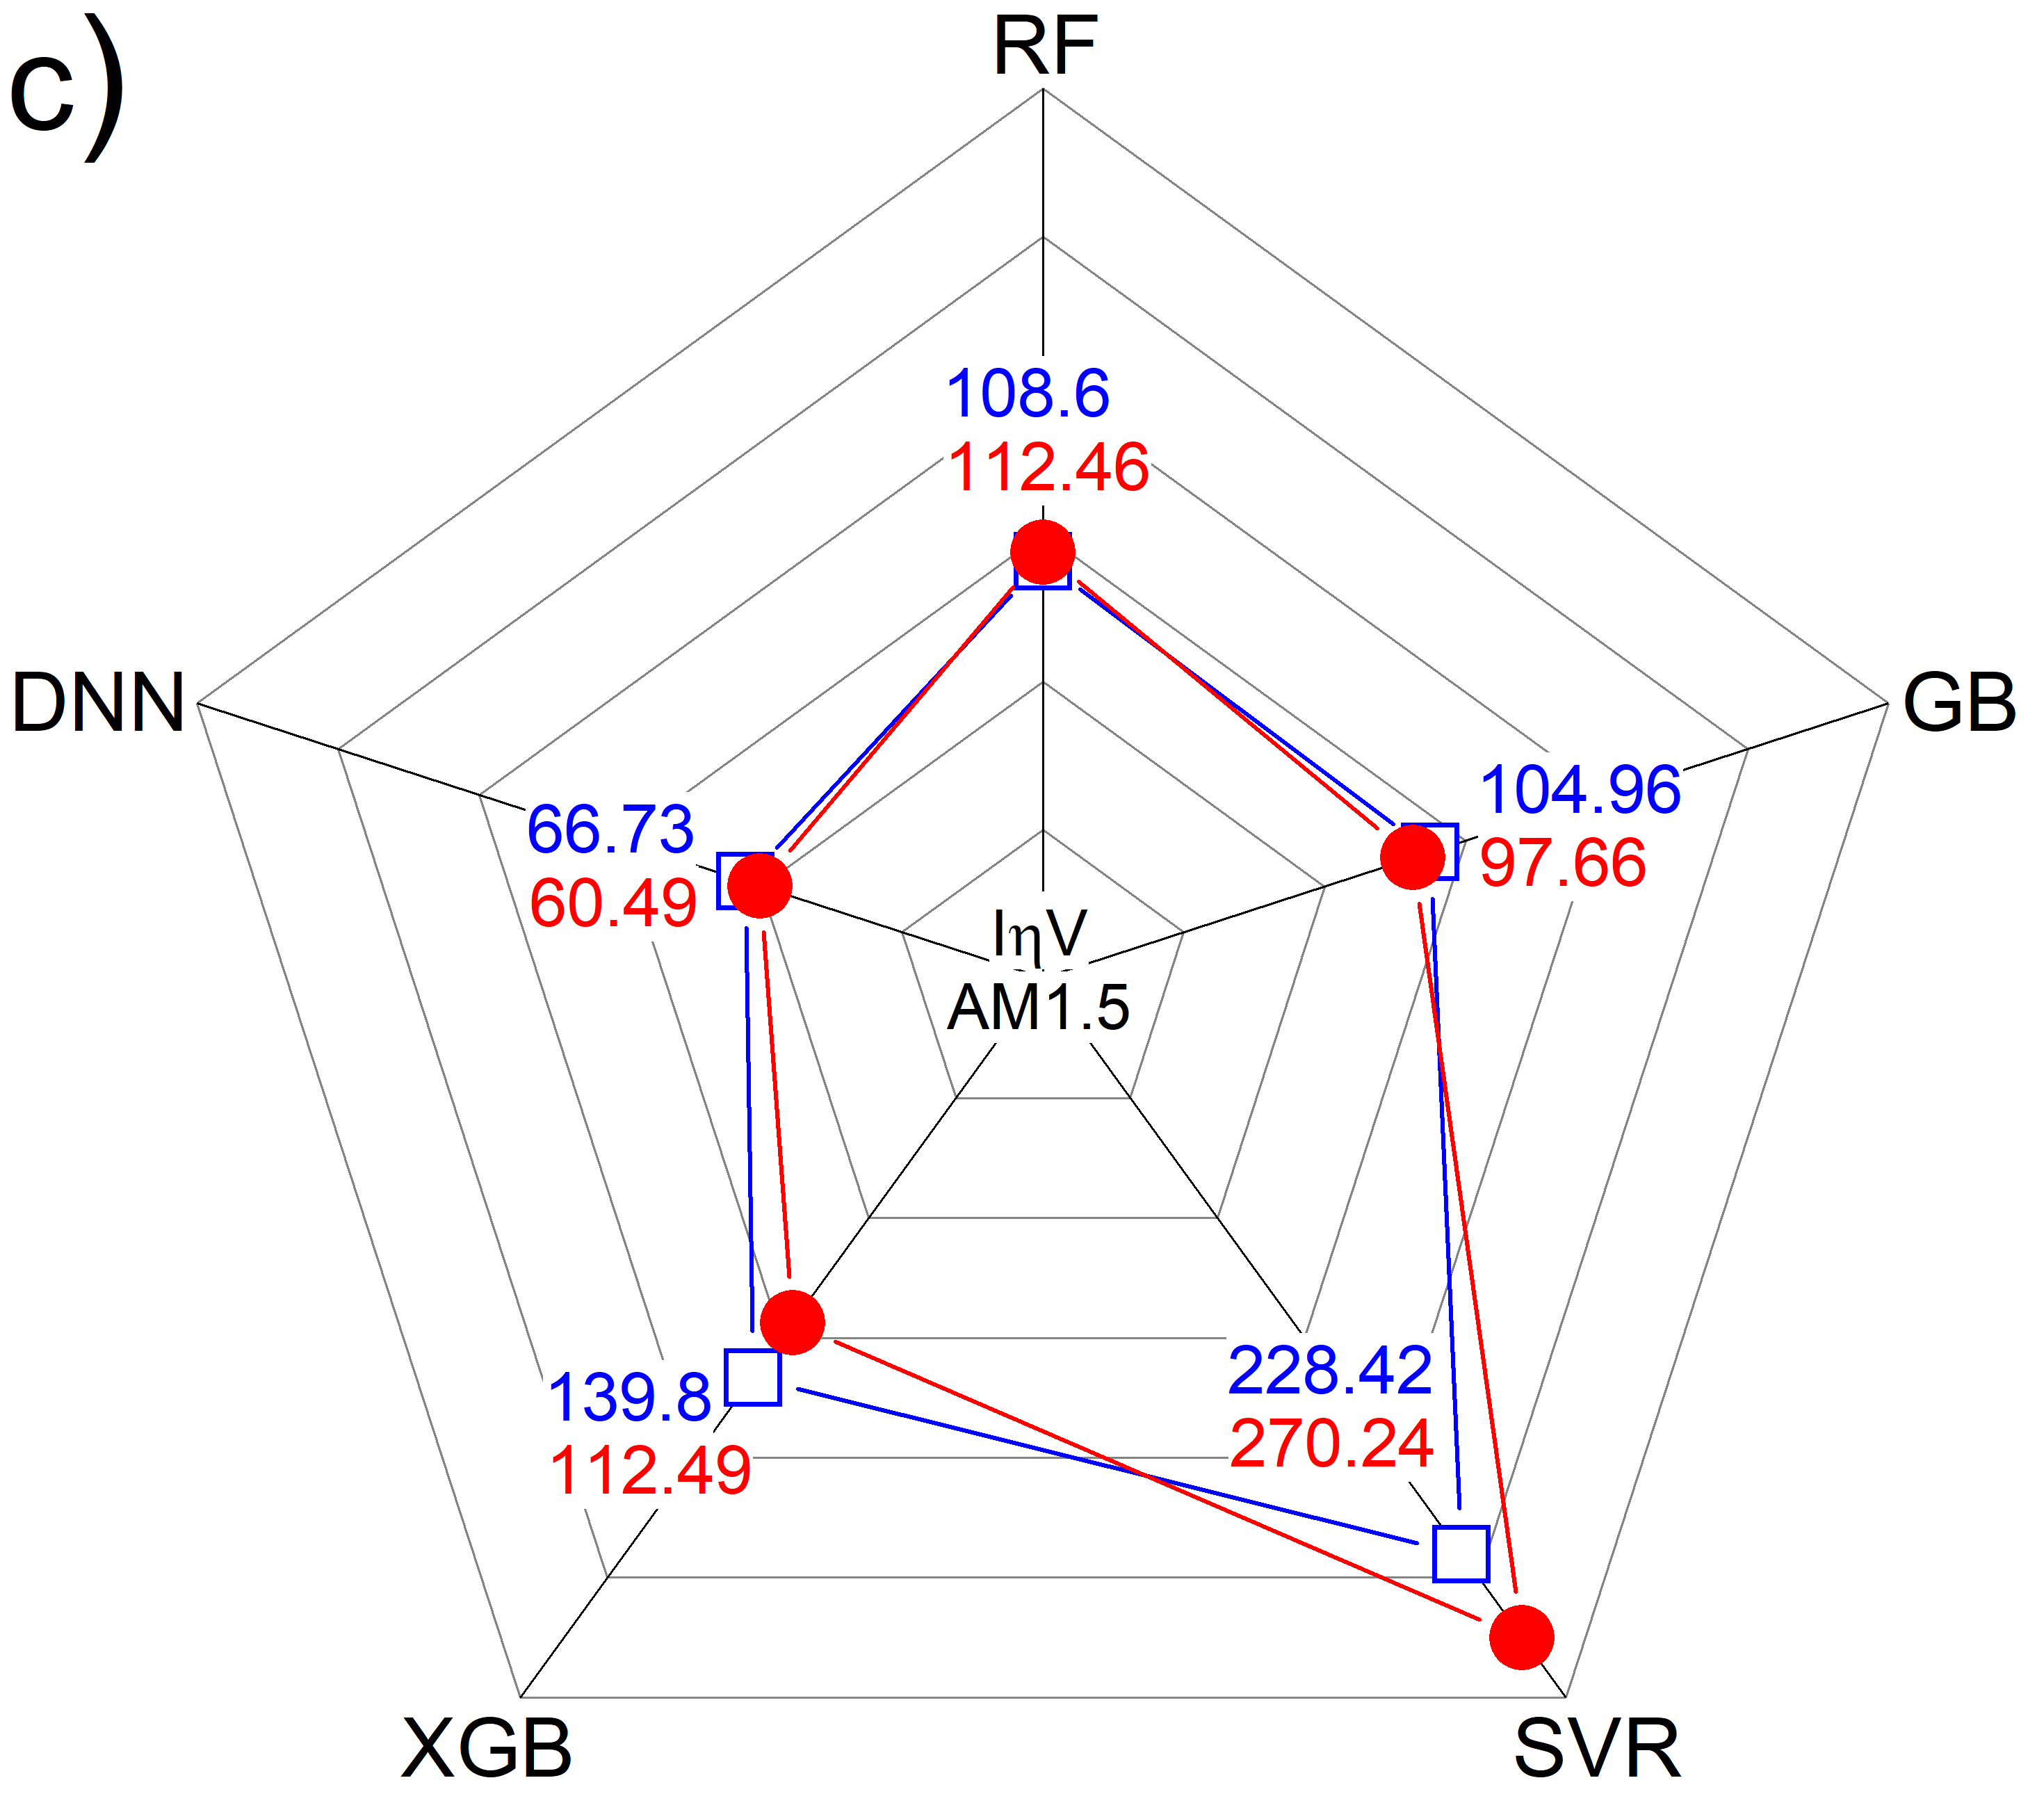 c)
RF
108.6
112.46
DNN
GB
104.96
97.66
66.73
60.49
IηV
AM1.5
139.8
112.49
228.42
270.24
XGB
SVR